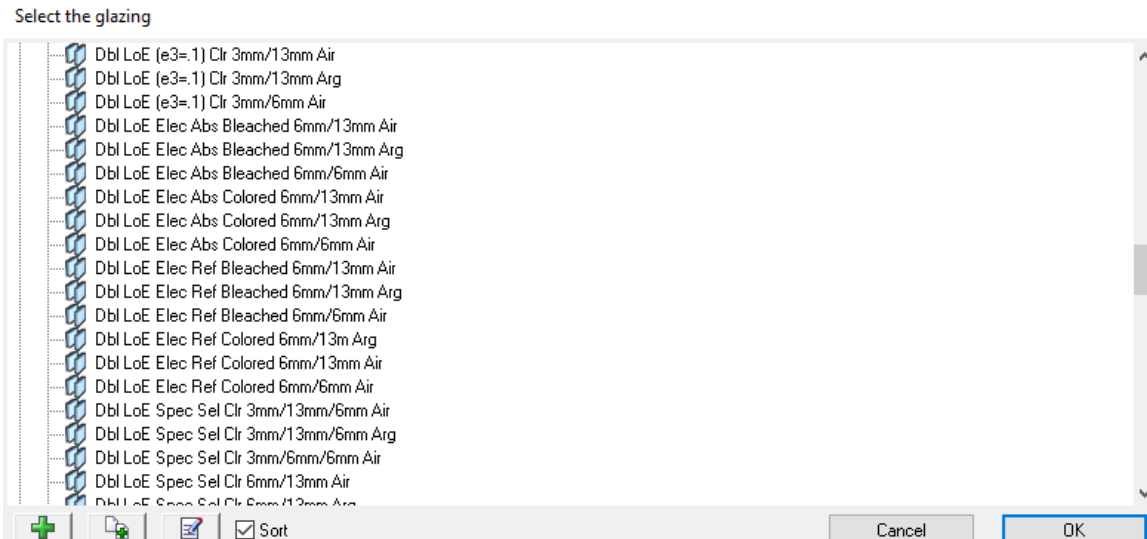 Select the glazing
Dbl LoE (e3=.1) Clr 3mm/13mm Air
Dbl LoE (e3=.1) Clr 3mm/13mm Arg
Dbl LoE (e3=.1) Clr 3mm/6mm Air
Dbl LoE Elec Abs Bleached 6mm/13mm Air
Dbl LoE Elec Abs Bleached 6mm/13mm Arg
Dbl LoE Elec Abs Bleached 6mm/6mm Air
Dbl LoE Elec Abs Colored 6mm/13mm Air
Dbl LoE Elec Abs Colored 6mm/13mm Arg
Dbl LoE Elec Abs Colored 6mm/6mm Air
Dbl LoE Elec Ref Bleached 6mm/13mm Air
Dbl LoE Elec Ref Bleached 6mm/13mm Arg
Dbl LoE Elec Ref Bleached 6mm/6mm Air
Dbl LoE Elec Ref Colored 6mm/13m Arg
Dbl LoE Elec Ref Colored 6mm/13mm Air
Dbl LoE Elec Ref Colored 6mm/6mm Air
Dbl LoE Spec Sel Clr 3mm/13mm/6mm Air
Dbl LoE Spec Sel Clr 3mm/13mm/6mm Arg
Dbl LoE Spec Sel Clr 3mm/6mm/6mm Air
Dbl LoE Spec Sel Clr 6mm/13mm Air
Dbl LoE Spec Sel Clr 6mm/13mm Arg
Sort
Cancel
OK